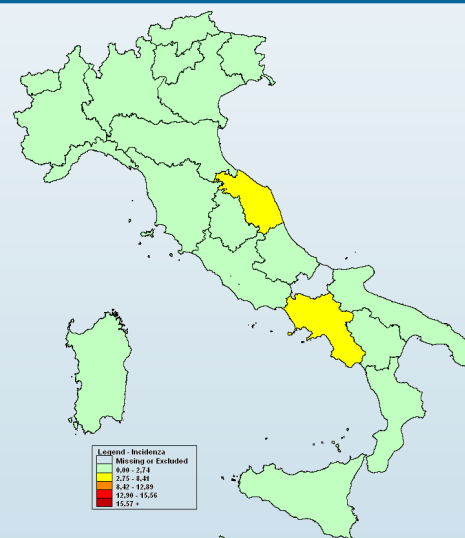 Legend - Incidenza
Missing or Excluded
0,00 - 2,74
2,75 - 8,41
8,42 - 12,89
12,90 - 15,56
15,57 +